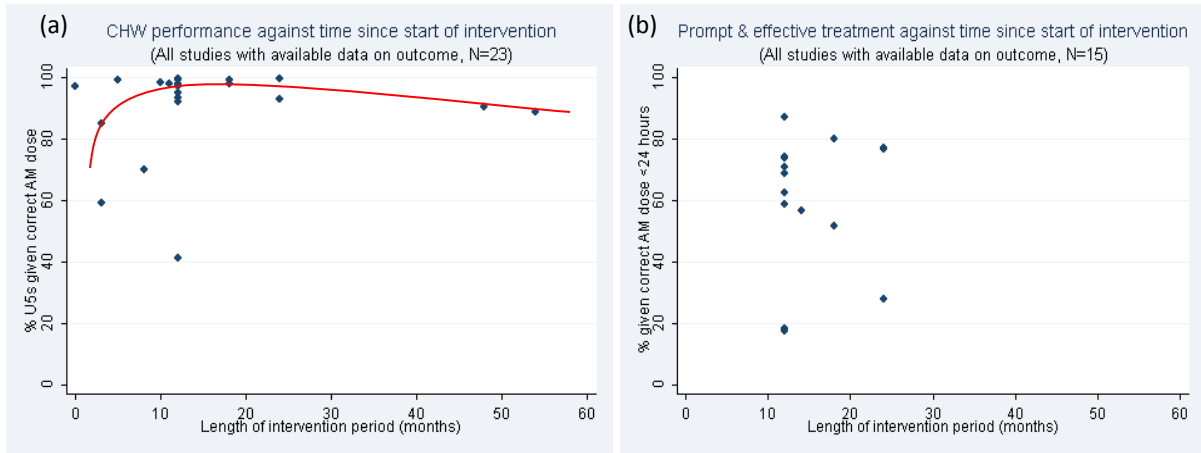 (a) CHW performance against time since start of intervention
(All studies with available data on outcome, N=23)
% U5s given correct AM dose
100
80
60
40
20
0
0 10 20 30 40 50 60
Length of intervention period (months)
(b) Prompt & effective treatment against time since start of intervention
(All studies with available data on outcome, N=15)
% given correct AM dose <24 hours
100
80
60
40
20
0
0 10 20 30 40 50 60
Length of intervention period (months)